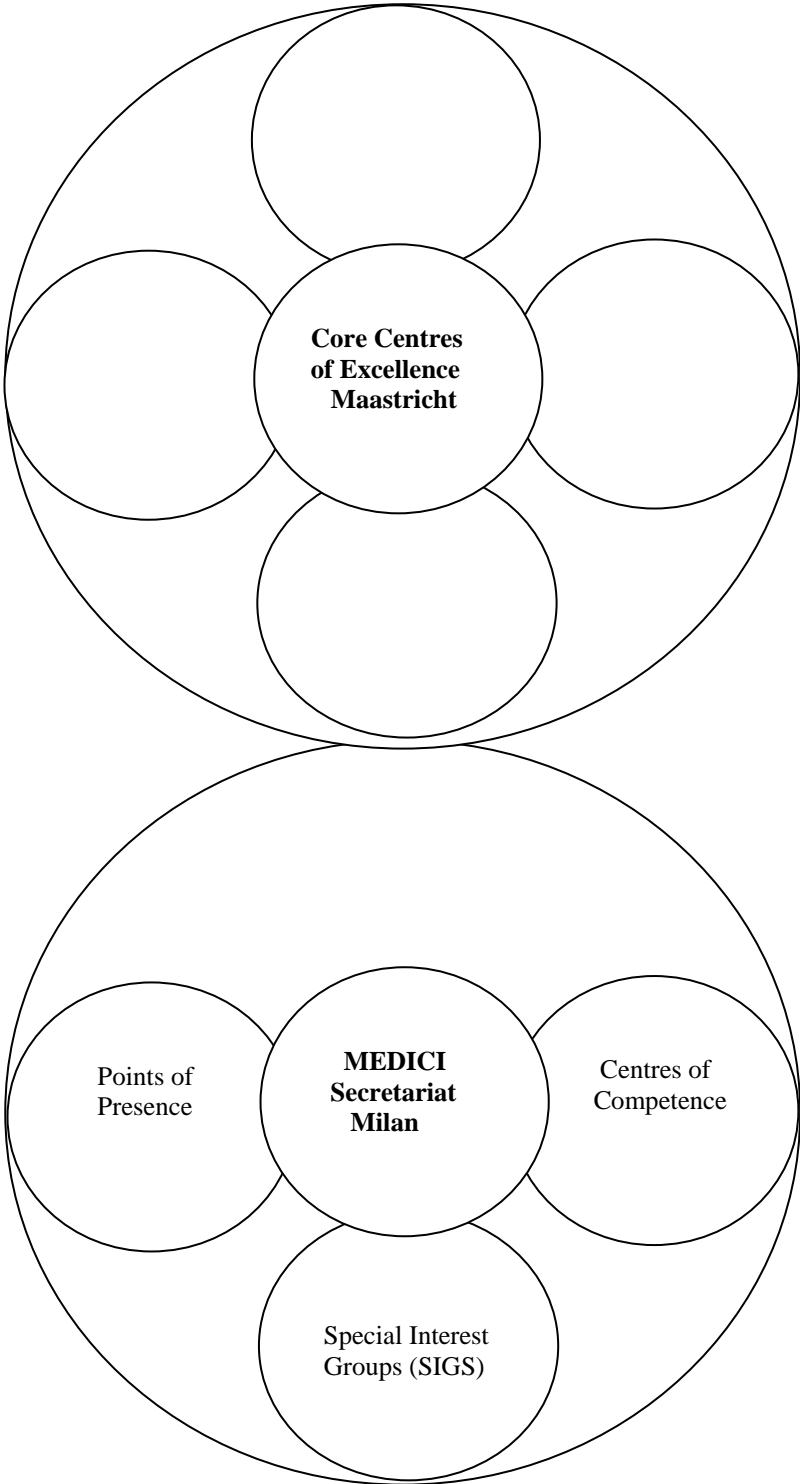 Core Centres
of Excellence
Maastricht
Points of
Presence
MEDICI
Secretariat
Milan
Centres of
Competence
Special Interest
Groups (SIGS)